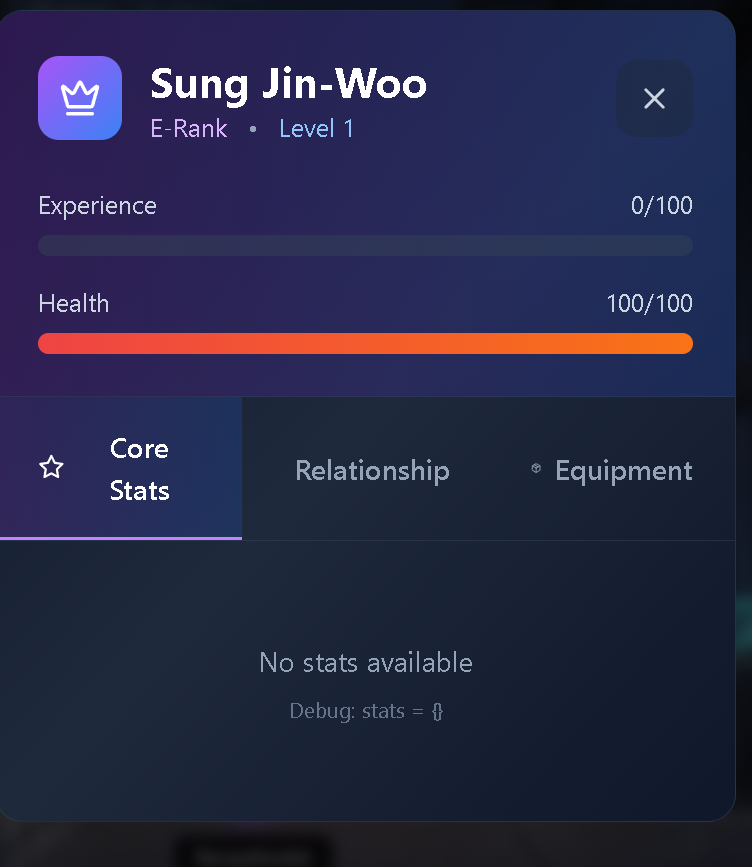 Sung Jin-Woo
E-Rank • Level 1
Experience 0/100
Health 100/100
Core
Stats
Relationship
Equipment
No stats available
Debug: stats = {}